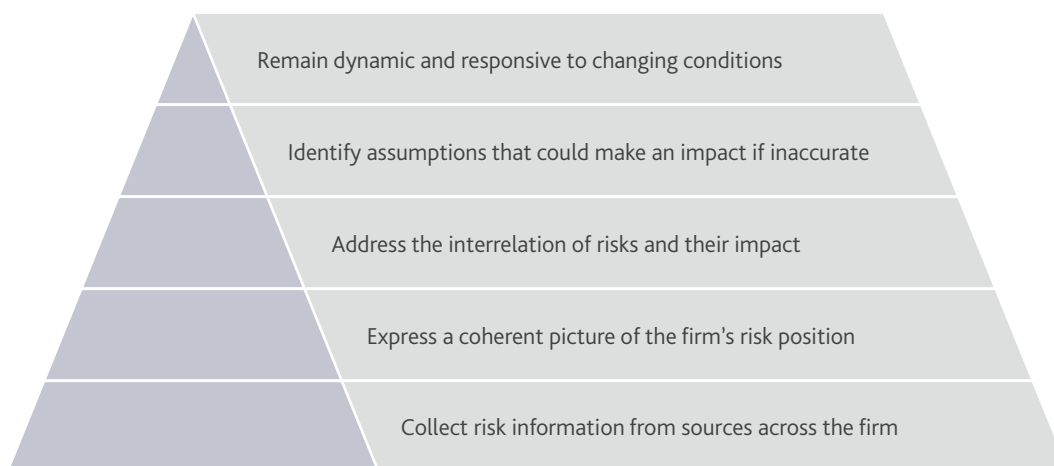 Remain dynamic and responsive to changing conditions
Identify assumptions that could make an impact if inaccurate
Address the interrelation of risks and their impact
Express a coherent picture of the firm’s risk position
Collect risk information from sources across the firm